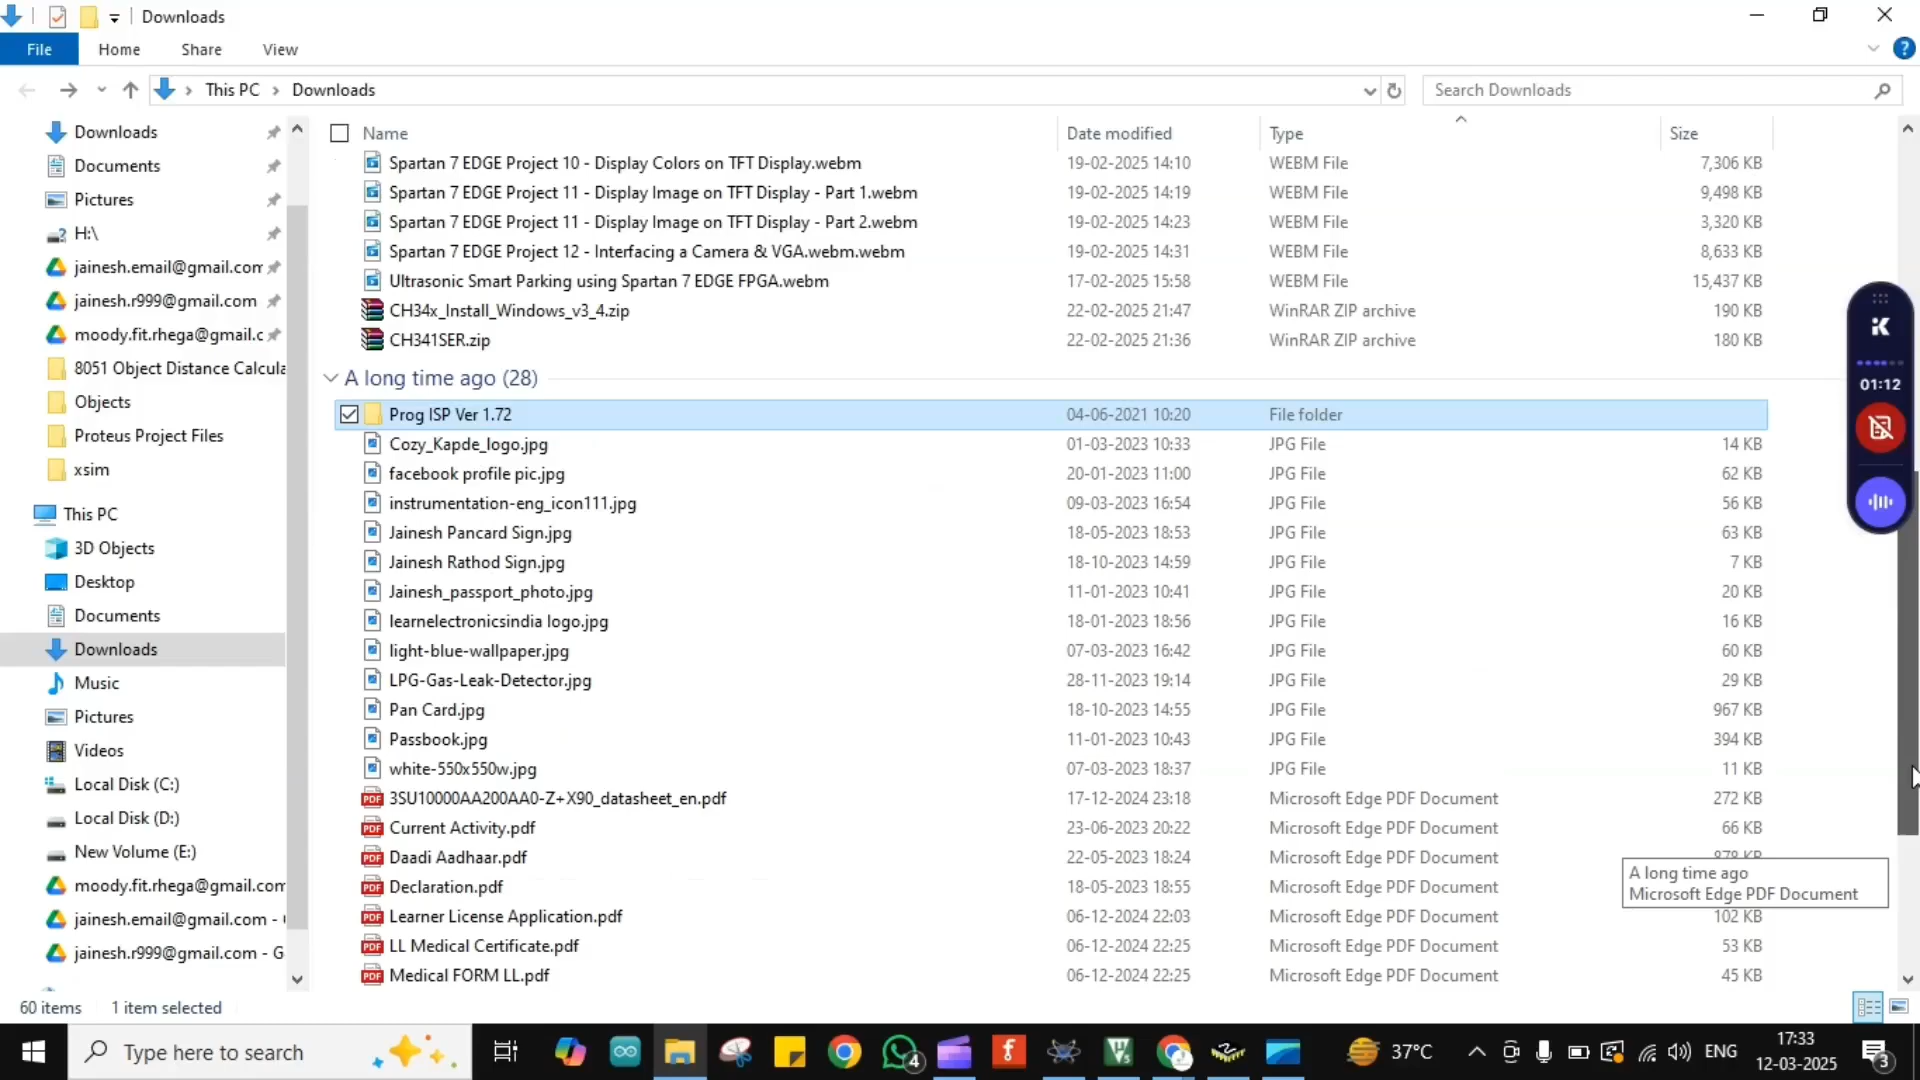 Downloads
File Home Share View
This PC › Downloads
Search Downloads
Downloads
Documents
Pictures
H:\
jainesh.email@gmail.com
jainesh.r999@gmail.com
moody.fit.rhega@gmail.c
8051 Object Distance Calcula
Objects
Proteus Project Files
xsim
This PC
3D Objects
Desktop
Documents
Downloads
Music
Pictures
Videos
Local Disk (C:)
Local Disk (D:)
New Volume (E:)
moody.fit.rhega@gmail.com
jainesh.email@gmail.com -
jainesh.r999@gmail.com - G
Name Date modified Type Size
Spartan 7 EDGE Project 10 - Display Colors on TFT Display.webm 19-02-2025 14:10 WEBM File 7,306 KB
Spartan 7 EDGE Project 11 - Display Image on TFT Display - Part 1.webm 19-02-2025 14:19 WEBM File 9,498 KB
Spartan 7 EDGE Project 11 - Display Image on TFT Display - Part 2.webm 19-02-2025 14:23 WEBM File 3,320 KB
Spartan 7 EDGE Project 12 - Interfacing a Camera & VGA.webm.webm 19-02-2025 14:31 WEBM File 8,633 KB
Ultrasonic Smart Parking using Spartan 7 EDGE FPGA.webm 17-02-2025 15:58 WEBM File 15,437 KB
CH34x_Install_Windows_v3_4.zip 22-02-2025 21:47 WinRAR ZIP archive 190 KB
CH341SER.zip 22-02-2025 21:36 WinRAR ZIP archive 180 KB
A long time ago (28)
Prog ISP Ver 1.72 04-06-2021 10:20 File folder
Cozy_Kapde_logo.jpg 01-03-2023 10:33 JPG File 14 KB
facebook profile pic.jpg 20-01-2023 11:00 JPG File 62 KB
instrumentation-eng_icon111.jpg 09-03-2023 16:54 JPG File 56 KB
Jainesh Pancard Sign.jpg 18-05-2023 18:53 JPG File 63 KB
Jainesh Rathod Sign.jpg 18-10-2023 14:59 JPG File 7 KB
Jainesh_passport_photo.jpg 11-01-2023 10:41 JPG File 20 KB
learnelectronicsindia logo.jpg 18-01-2023 18:56 JPG File 16 KB
light-blue-wallpaper.jpg 07-03-2023 16:42 JPG File 60 KB
LPG-Gas-Leak-Detector.jpg 28-11-2023 19:14 JPG File 29 KB
Pan Card.jpg 18-10-2023 14:55 JPG File 967 KB
Passbook.jpg 11-01-2023 10:43 JPG File 394 KB
white-550x550w.jpg 07-03-2023 18:37 JPG File 11 KB
3SU10000AA200AA0-Z+X90_datasheet_en.pdf 17-12-2024 23:18 Microsoft Edge PDF Document 272 KB
Current Activity.pdf 23-06-2023 20:22 Microsoft Edge PDF Document 66 KB
Daadi Aadhaar.pdf 22-05-2023 18:24 Microsoft Edge PDF Document
Declaration.pdf 18-05-2023 18:55 Microsoft Edge PDF Document
Learner License Application.pdf 06-12-2024 22:03 Microsoft Edge PDF Document 102 KB
LL Medical Certificate.pdf 06-12-2024 22:25 Microsoft Edge PDF Document 53 KB
Medical FORM LL.pdf 06-12-2024 22:25 Microsoft Edge PDF Document 45 KB
A long time ago
Microsoft Edge PDF Document
01:12
60 items 1 item selected
Type here to search
4
37°C
ENG
17:33
12-03-2025
3